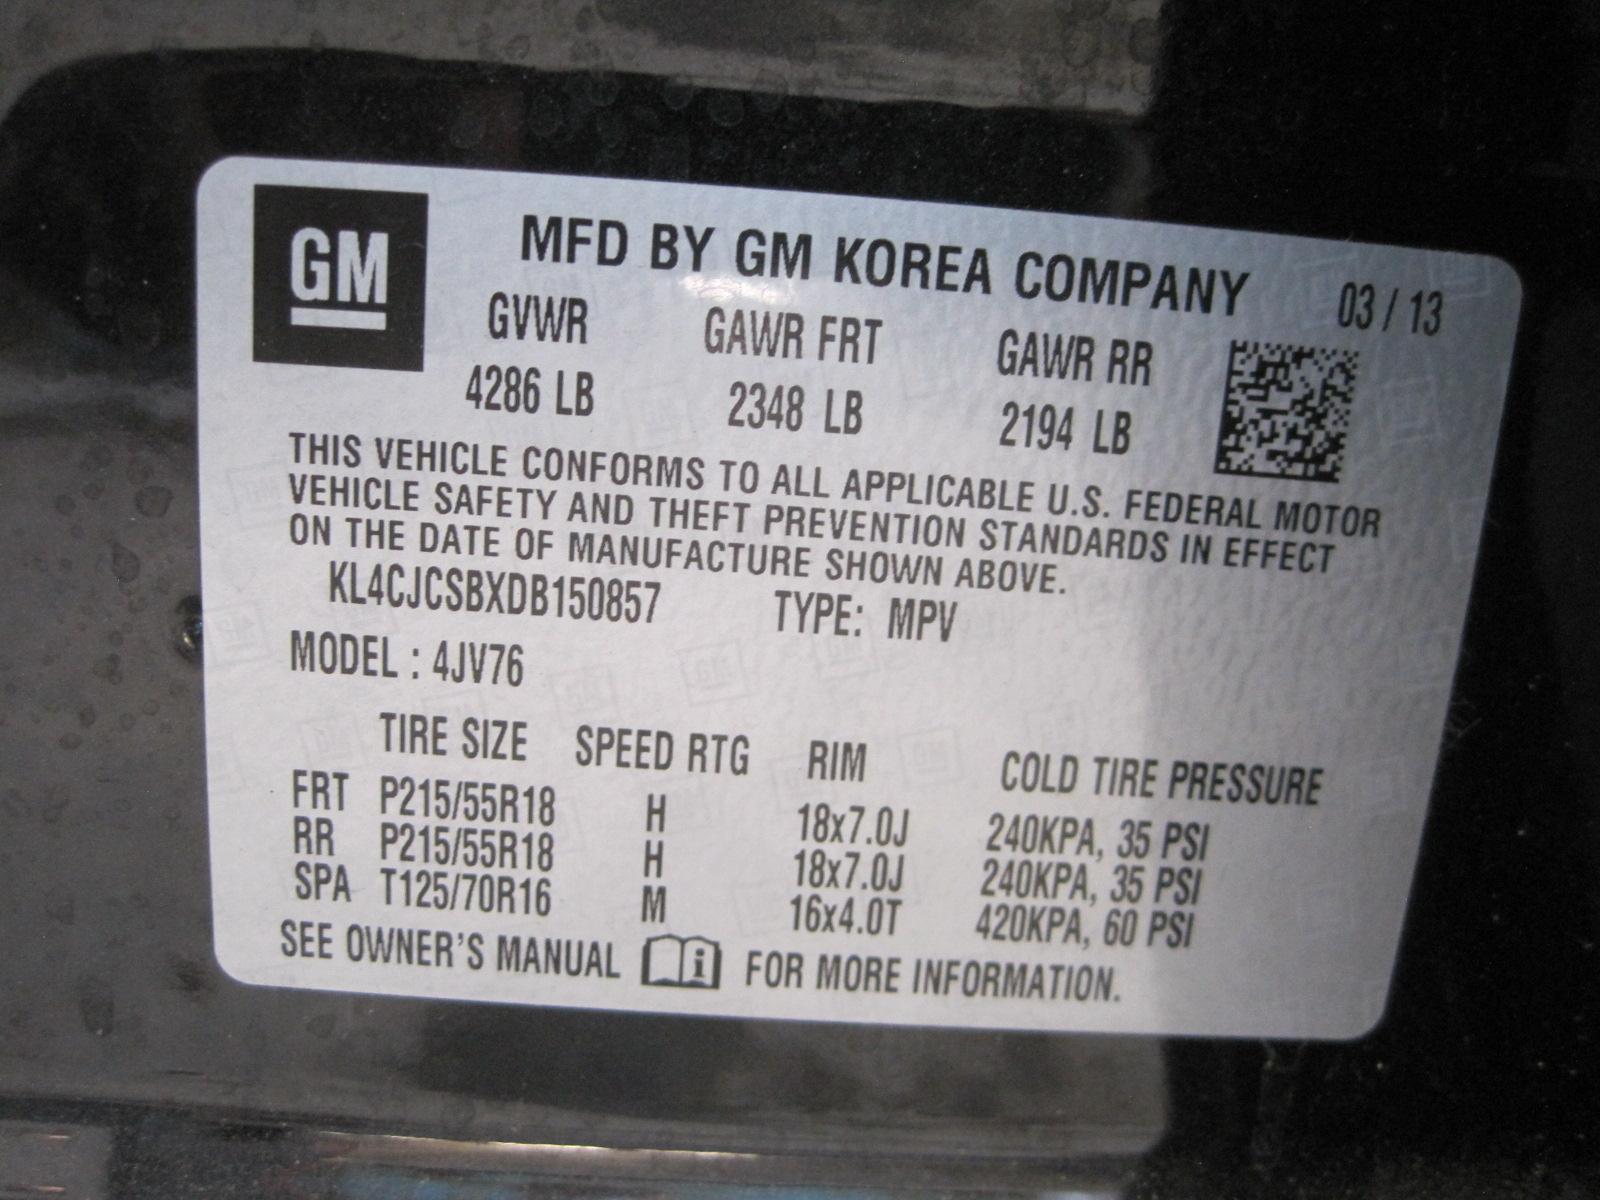 GM
MFD BY GM KOREA COMPANY 03 / 13
GVWR GAWR FRT GAWR RR
4286 LB 2348 LB 2194 LB
THIS VEHICLE CONFORMS TO ALL APPLICABLE U.S. FEDERAL MOTOR
VEHICLE SAFETY AND THEFT PREVENTION STANDARDS IN EFFECT
ON THE DATE OF MANUFACTURE SHOWN ABOVE.
KL4CJCSBXDB150857 TYPE: MPV
MODEL : 4JV76
TIRE SIZE SPEED RTG RIM COLD TIRE PRESSURE
FRT P215/55R18 H 18x7.0J 240KPA, 35 PSI
RR P215/55R18 H 18x7.0J 240KPA, 35 PSI
SPA T125/70R16 M 16x4.0T 420KPA, 60 PSI
SEE OWNER'S MANUAL i FOR MORE INFORMATION.